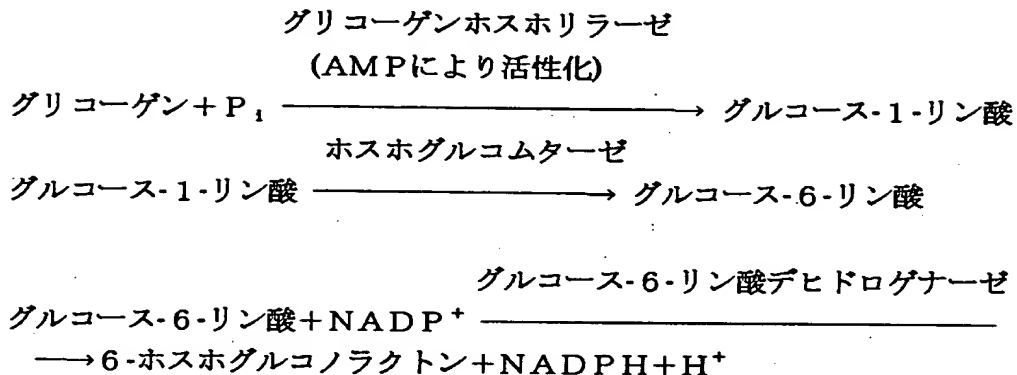 グリコーゲンホスホリラーゼ
(AMPにより活性化)
グリコーゲン+P₁ ⟶ グルコース-1-リン酸
ホスホグルコムターゼ
グルコース-1-リン酸 ⟶ グルコース-6-リン酸
グルコース-6-リン酸デヒドロゲナーゼ
グルコース-6-リン酸+NADP⁺ ―――
⟶6-ホスホグルコノラクトン+NADPH+H⁺